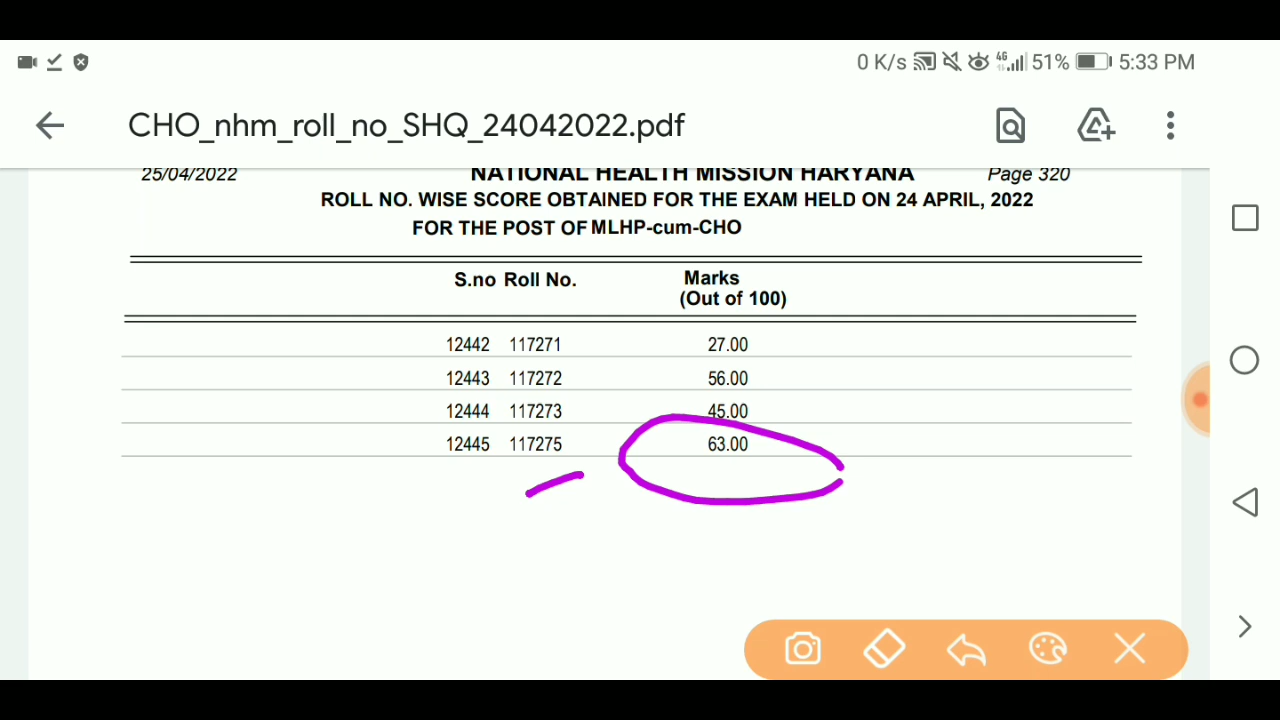 0 K/s 4G 51% 5:33 PM
CHO_nhm_roll_no_SHQ_24042022.pdf
25/04/2022 NATIONAL HEALTH MISSION HARYANA Page 320
ROLL NO. WISE SCORE OBTAINED FOR THE EXAM HELD ON 24 APRIL, 2022
FOR THE POST OF MLHP-cum-CHO
S.no Roll No. Marks
(Out of 100)
12442 117271 27.00
12443 117272 56.00
12444 117273 45.00
12445 117275 63.00